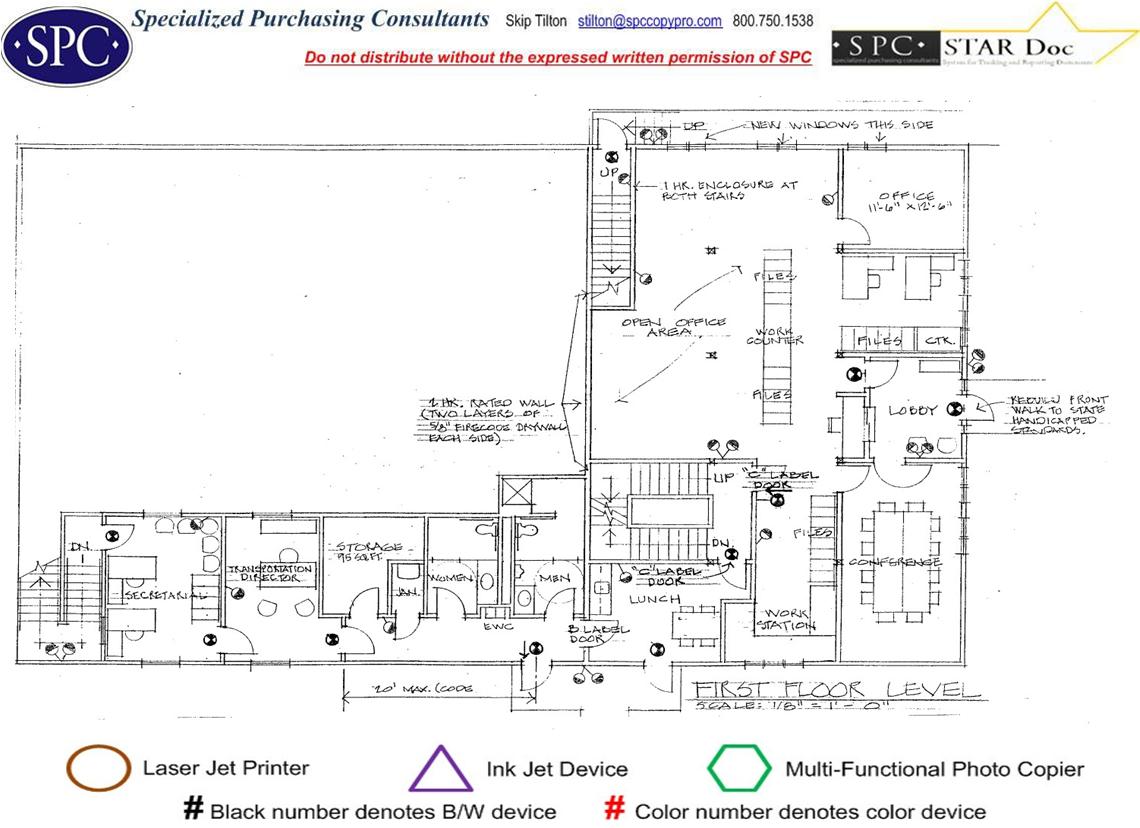 SPC
Specialized Purchasing Consultants Skip Tilton stilton@spccopypro.com 800.750.1538
Do not distribute without the expressed written permission of SPC
SPC
specialized purchasing consultants
STAR Doc
System for Tracking and Reporting Documents
UP
NEW WINDOWS THIS SIDE
UP
1 HR. ENCLOSURE AT
BOTH STAIRS
OFFICE
11'-6" X 12'-6"
FILES
OPEN OFFICE
AREA
WORK
COUNTER
FILES
CTR.
FILES
2 HR. RATED WALL
(TWO LAYERS OF
5/8" FIRECODE DRYWALL
EACH SIDE)
LOBBY
REBUILD FRONT
WALK TO STATE
HANDICAPPED
STANDARDS.
UP
"C" LABEL
DOOR
FILES
DN.
STORAGE
95 SQ.FT.
DN.
"C" LABEL
DOOR
CONFERENCE
TRANSPORTATION
DIRECTOR
WOMEN
MEN
JAN.
SECRETARIAL
LUNCH
WORK
STATION
EWC
B LABEL
DOOR
20' MAX. (CODE
FIRST FLOOR LEVEL
SCALE: 1/8" = 1' - 0"
Laser Jet Printer
Ink Jet Device
Multi-Functional Photo Copier
# Black number denotes B/W device
# Color number denotes color device